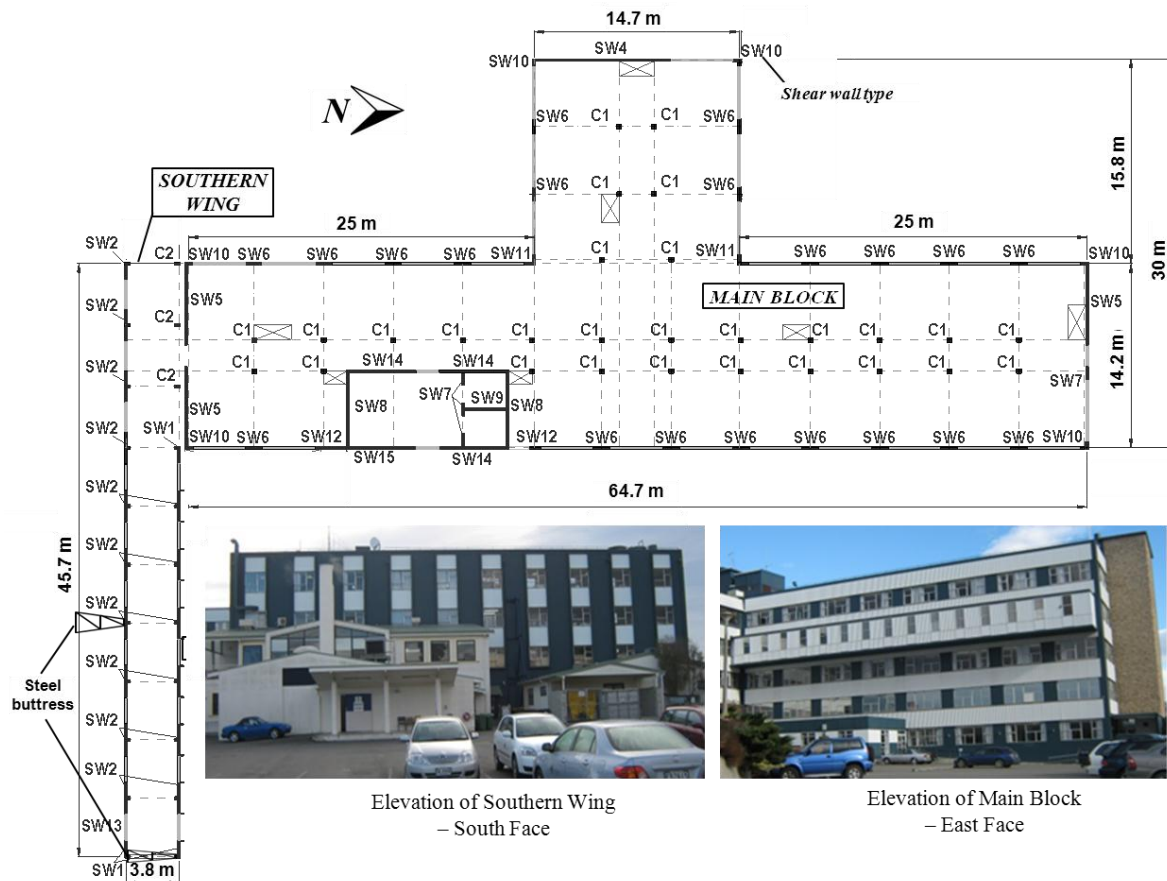 14.7 m
SW4
SW10
SW10
Shear wall type
N
SW6
C1
C1
SW6
SW6
C1
C1
SW6
15.8 m
30 m
SOUTHERN
WING
25 m
25 m
SW2
C2
SW10
SW6
SW6
SW6
SW11
C1
C1
SW11
SW6
SW6
SW6
SW6
SW10
SW5
MAIN BLOCK
SW5
SW2
C2
C1
C1
C1
C1
C1
C1
C1
C1
C1
C1
C1
C1
14.2 m
SW2
C2
C1
C1
SW14
SW14
C1
C1
C1
C1
C1
C1
C1
C1
SW7
SW5
SW8
SW7
SW9
SW8
SW2
SW1
SW10
SW6
SW12
SW15
SW14
SW12
SW6
SW6
SW6
SW6
SW6
SW6
SW10
64.7 m
SW2
SW2
SW2
45.7 m
SW2
SW2
SW2
SW2
Steel
buttress
SW13
SW1
3.8 m
Elevation of Southern Wing
– South Face
Elevation of Main Block
– East Face